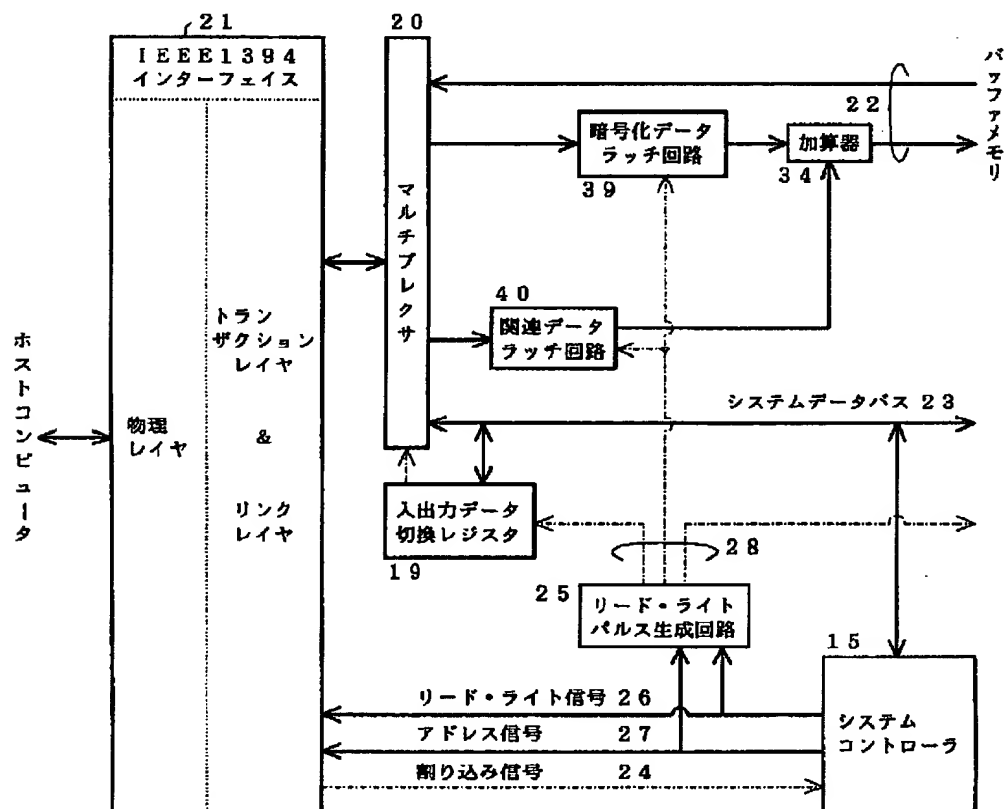 21
20
IEEE1394
インターフェイス
バッファメモリ
22
暗号化データ
ラッチ回路
39
加算器
34
マルチプレクサ
40
関連データ
ラッチ回路
トラン
ザクション
レイヤ
ホストコンピュータ
システムデータバス 23
物理
レイヤ
&
リンク
レイヤ
入出力データ
切換レジスタ
19
28
25
リード・ライト
パルス生成回路
15
リード・ライト信号 26
アドレス信号 27
割り込み信号 24
システム
コントローラ